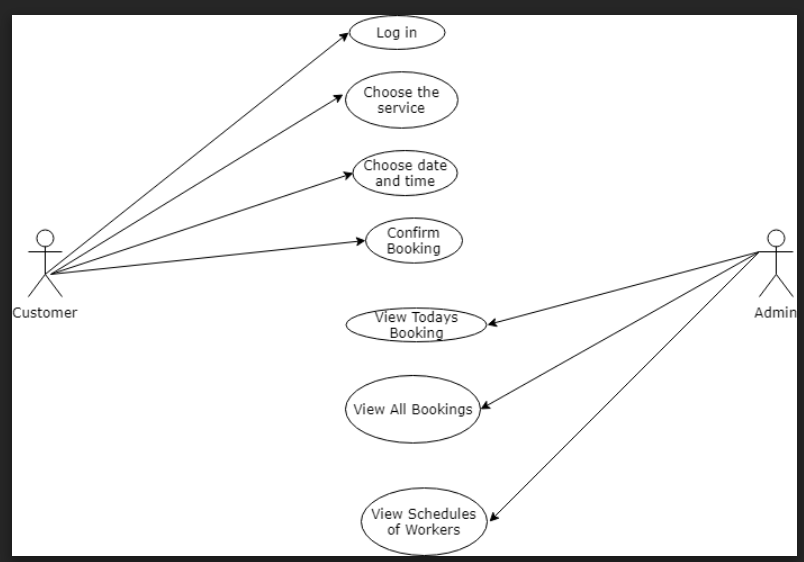 Log in
Choose the
service
Choose date
and time
Confirm
Booking
Customer
Admin
View Todays
Booking
View All Bookings
View Schedules
of Workers